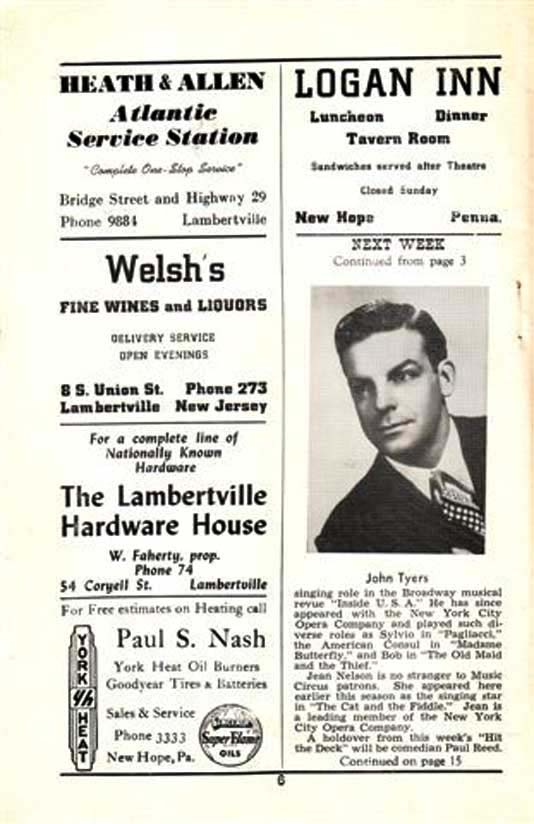 HEATH & ALLEN
Atlantic
Service Station
"Complete One-Stop Service"
Bridge Street and Highway 29
Phone 9884 Lambertville
Welsh's
FINE WINES and LIQUORS
DELIVERY SERVICE
OPEN EVENINGS
8 S. Union St. Phone 273
Lambertville New Jersey
For a complete line of
Nationally Known
Hardware
The Lambertville
Hardware House
W. Faherty, prop.
Phone 74
54 Coryell St. Lambertville
For Free estimates on Heating call
YORK
HEAT
Paul S. Nash
York Heat Oil Burners
Goodyear Tires & Batteries
Sales & Service
Phone 3333
New Hope, Pa.
Super Flame
OILS
LOGAN INN
Luncheon Dinner
Tavern Room
Sandwiches served after Theatre
Closed Sunday
New Hope Penna.
NEXT WEEK
Continued from page 3
John Tyers
singing role in the Broadway musical
revue "Inside U. S. A." He has since
appeared with the New York City
Opera Company and played such di-
verse roles as Sylvio in "Pagliacci,"
the American Consul in "Madame
Butterfly," and Bob in "The Old Maid
and the Thief."
Jean Nelson is no stranger to Music
Circus patrons. She appeared here
earlier this season as the singing star
in "The Cat and the Fiddle." Jean is
a leading member of the New York
City Opera Company.
A holdover from this week's "Hit
the Deck" will be comedian Paul Reed.
Continued on page 15
6